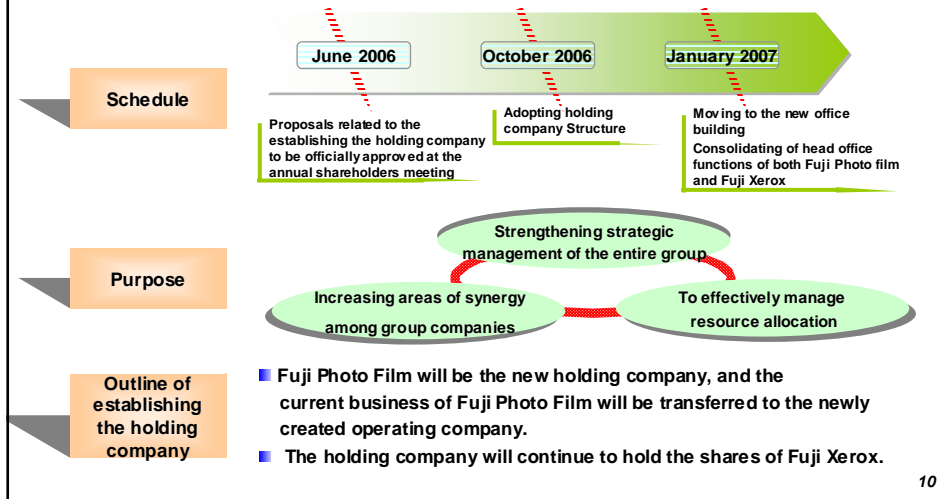 Schedule
June 2006
October 2006
January 2007
Proposals related to the
establishing the holding company
to be officially approved at the
annual shareholders meeting
Adopting holding
company Structure
Moving to the new office
building
Consolidating of head office
functions of both Fuji Photo film
and Fuji Xerox
Purpose
Strengthening strategic
management of the entire group
Increasing areas of synergy
among group companies
To effectively manage
resource allocation
Outline of
establishing
the holding
company
Fuji Photo Film will be the new holding company, and the
current business of Fuji Photo Film will be transferred to the newly
created operating company.
The holding company will continue to hold the shares of Fuji Xerox.
10